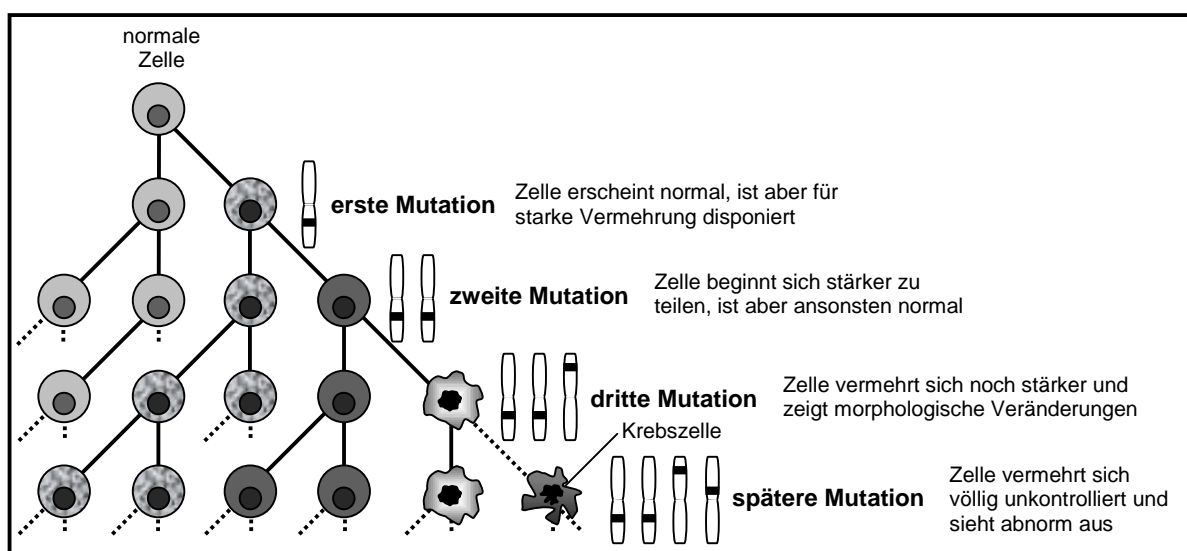 normale
Zelle
erste Mutation
Zelle erscheint normal, ist aber für
starke Vermehrung disponiert
zweite Mutation
Zelle beginnt sich stärker zu
teilen, ist aber ansonsten normal
dritte Mutation
Zelle vermehrt sich noch stärker und
zeigt morphologische Veränderungen
Krebszelle
spätere Mutation
Zelle vermehrt sich
völlig unkontrolliert und
sieht abnorm aus